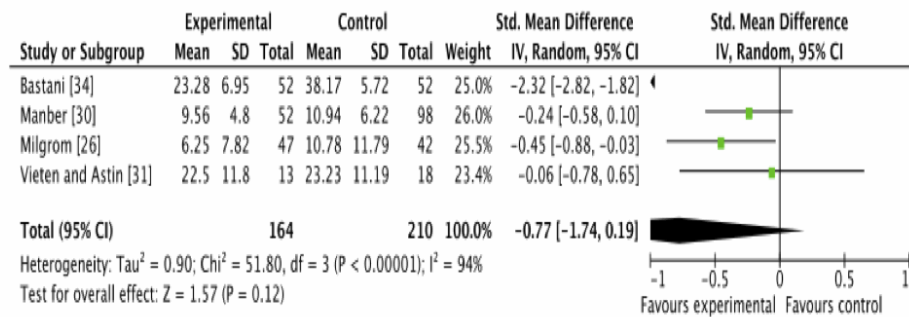 Experimental Control Std. Mean Difference Std. Mean Difference
Study or Subgroup Mean SD Total Mean SD Total Weight IV, Random, 95% CI IV, Random, 95% CI
Bastani [34] 23.28 6.95 52 38.17 5.72 52 25.0% -2.32 [-2.82, -1.82]
Manber [30] 9.56 4.8 52 10.94 6.22 98 26.0% -0.24 [-0.58, 0.10]
Milgrom [26] 6.25 7.82 47 10.78 11.79 42 25.5% -0.45 [-0.88, -0.03]
Vieten and Astin [31] 22.5 11.8 13 23.23 11.19 18 23.4% -0.06 [-0.78, 0.65]
Total (95% CI) 164 210 100.0% -0.77 [-1.74, 0.19]
Heterogeneity: Tau² = 0.90; Chi² = 51.80, df = 3 (P < 0.00001); I² = 94%
Test for overall effect: Z = 1.57 (P = 0.12)
-1 -0.5 0 0.5 1
Favours experimental Favours control